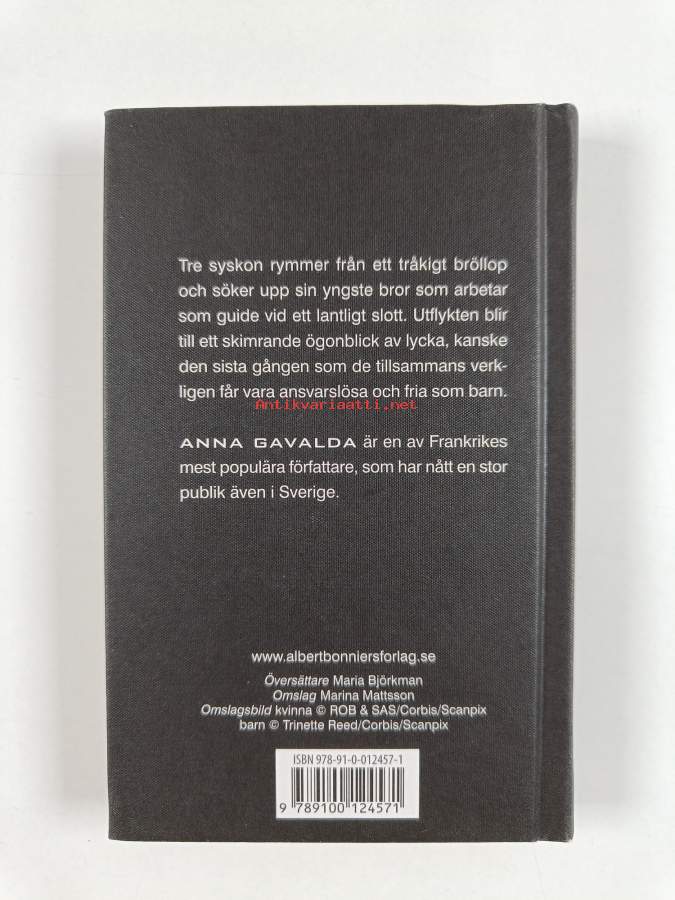 Tre syskon rymmer från ett tråkigt bröllop
och söker upp sin yngste bror som arbetar
som guide vid ett lantligt slott. Utflykten blir
till ett skimrande ögonblick av lycka, kanske
den sista gången som de tillsammans verk-
ligen får vara ansvarslösa och fria som barn.
Antikvariaatti.net
ANNA GAVALDA är en av Frankrikes
mest populära författare, som har nått en stor
publik även i Sverige.
www.albertbonniersforlag.se
Översättare Maria Björkman
Omslag Marina Mattsson
Omslagsbild kvinna © ROB & SAS/Corbis/Scanpix
barn © Trinette Reed/Corbis/Scanpix
ISBN 978-91-0-012457-1
9 789100 124571